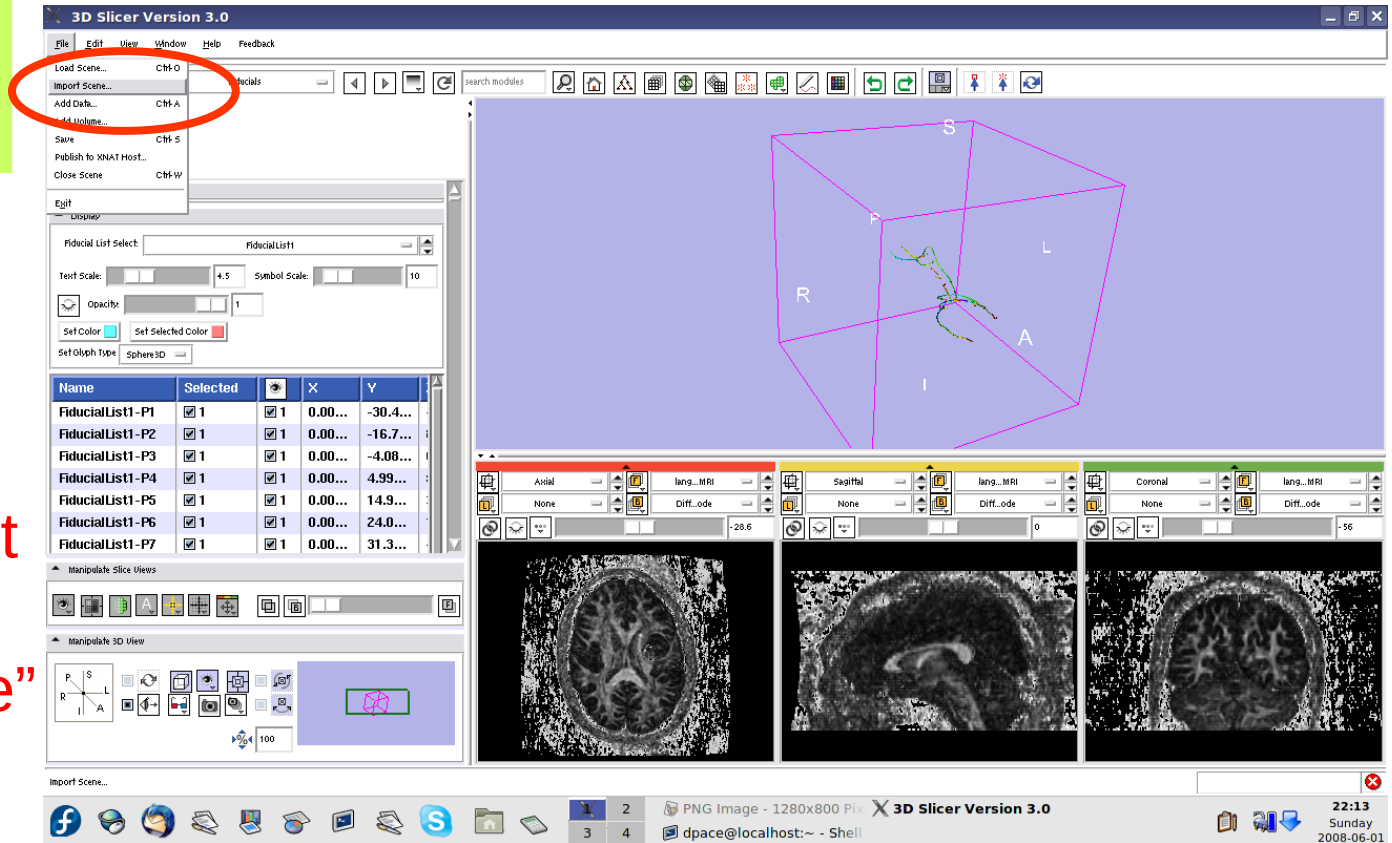 3D Slicer Version 3.0
File Edit View Window Help Feedback
Load Scene... Ctrl-O
Import Scene...
Add Data... Ctrl-A
Add Volume...
Save Ctrl-S
Publish to XNAT Host...
Close Scene Ctrl-W
Exit
search modules
Display
Fiducial List Select: FiducialList1
Text Scale: 4.5 Symbol Scale: 10
Opacity: 1
Set Color Set Selected Color
Set Glyph Type Sphere3D
Name Selected X Y
FiducialList1-P1 1 1 0.00... -30.4...
FiducialList1-P2 1 1 0.00... -16.7...
FiducialList1-P3 1 1 0.00... -4.08...
FiducialList1-P4 1 1 0.00... 4.99...
FiducialList1-P5 1 1 0.00... 14.9...
FiducialList1-P6 1 1 0.00... 24.0...
FiducialList1-P7 1 1 0.00... 31.3...
Manipulate Slice Views
Manipulate 3D View
P S
R L
I A
% 100
S
P
L
R
A
I
Axial lang...MRI
None Diff...ode
-28.6
Sagittal lang...MRI
None Diff...ode
0
Coronal lang...MRI
None Diff...ode
-56
t
e”
Import Scene...
1 2
3 4
PNG Image - 1280x800 Pix
3D Slicer Version 3.0
dpace@localhost:~ - Shell
22:13
Sunday
2008-06-01